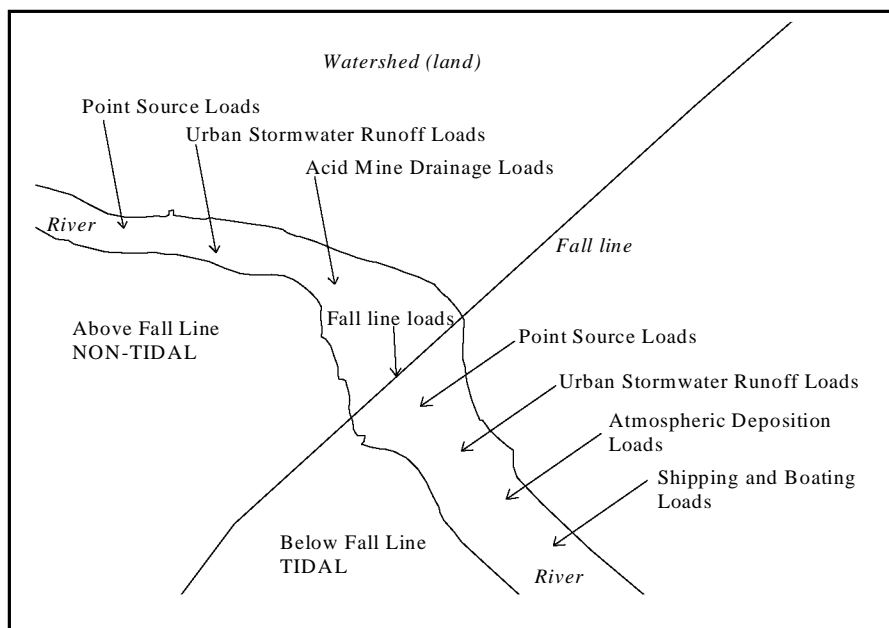 Watershed (land)
Point Source Loads
Urban Stormwater Runoff Loads
Acid Mine Drainage Loads
River
Fall line
Above Fall Line
NON-TIDAL
Fall line loads
Point Source Loads
Urban Stormwater Runoff Loads
Atmospheric Deposition
Loads
Shipping and Boating
Loads
Below Fall Line
TIDAL
River